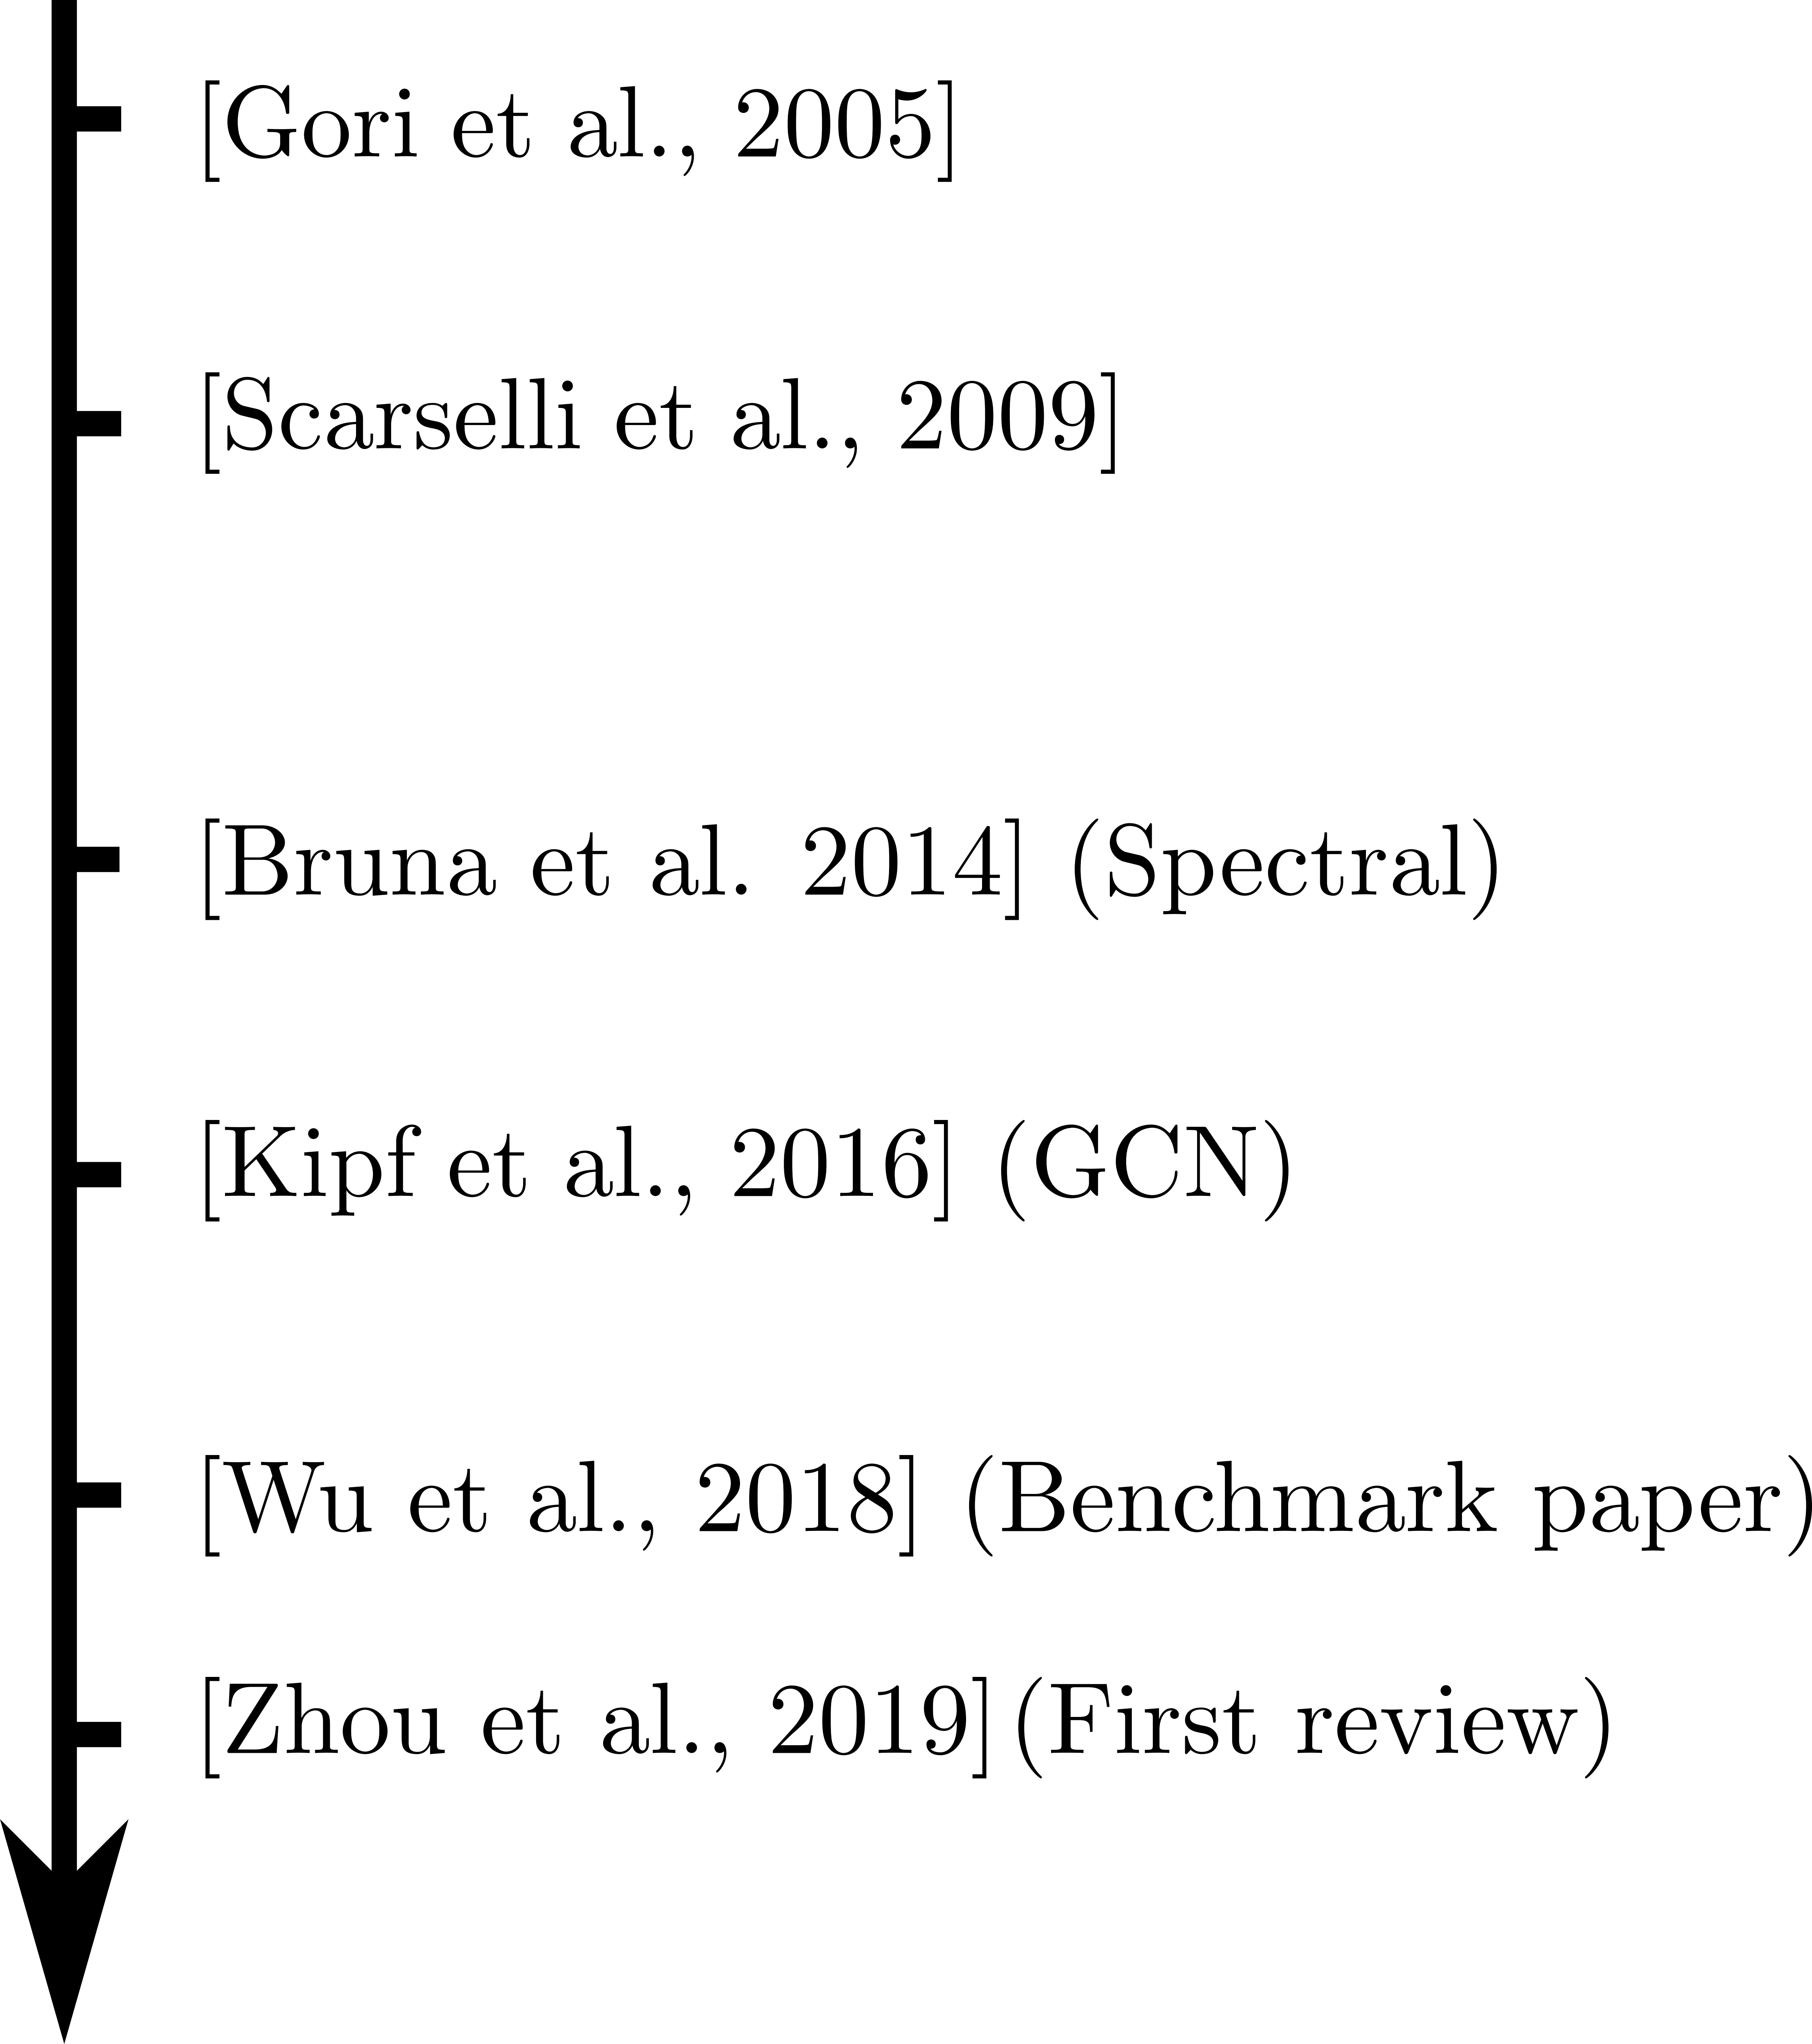 [Gori et al., 2005]
[Scarselli et al., 2009]
[Bruna et al. 2014] (Spectral)
[Kipf et al., 2016] (GCN)
[Wu et al., 2018] (Benchmark paper)
[Zhou et al., 2019](First review)